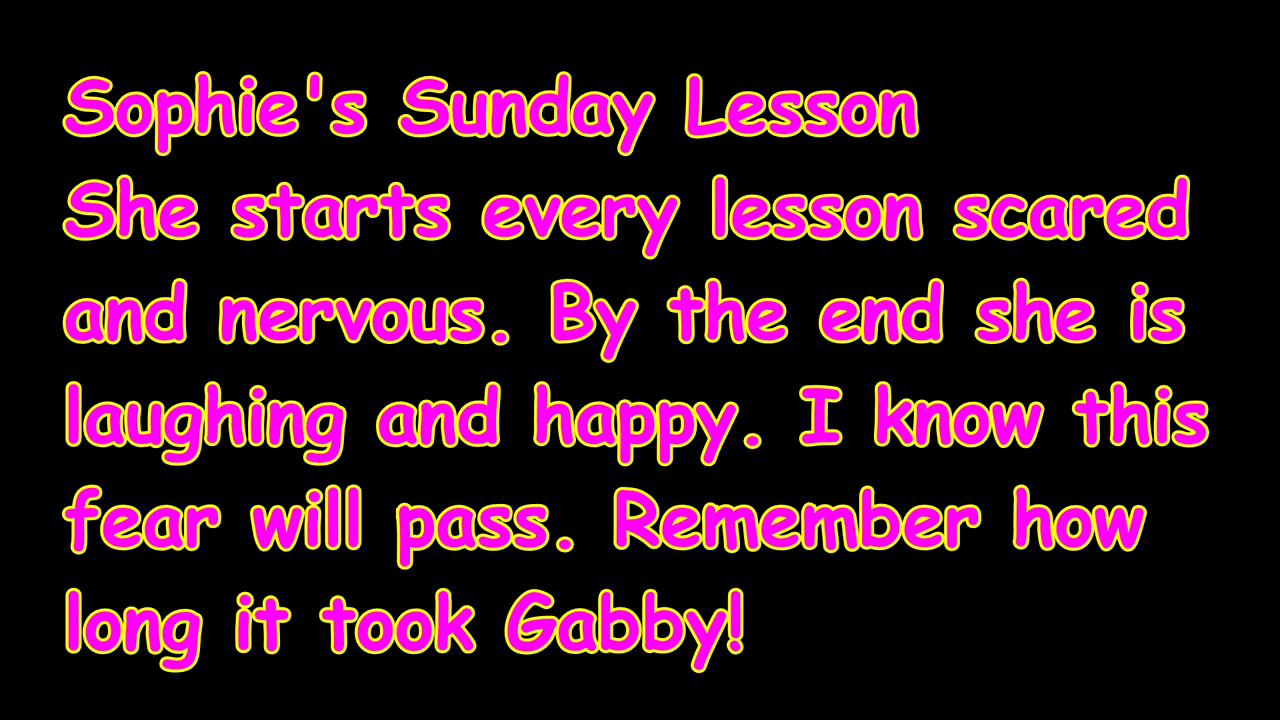 Sophie's Sunday Lesson
She starts every lesson scared
and nervous. By the end she is
laughing and happy. I know this
fear will pass. Remember how
long it took Gabby!